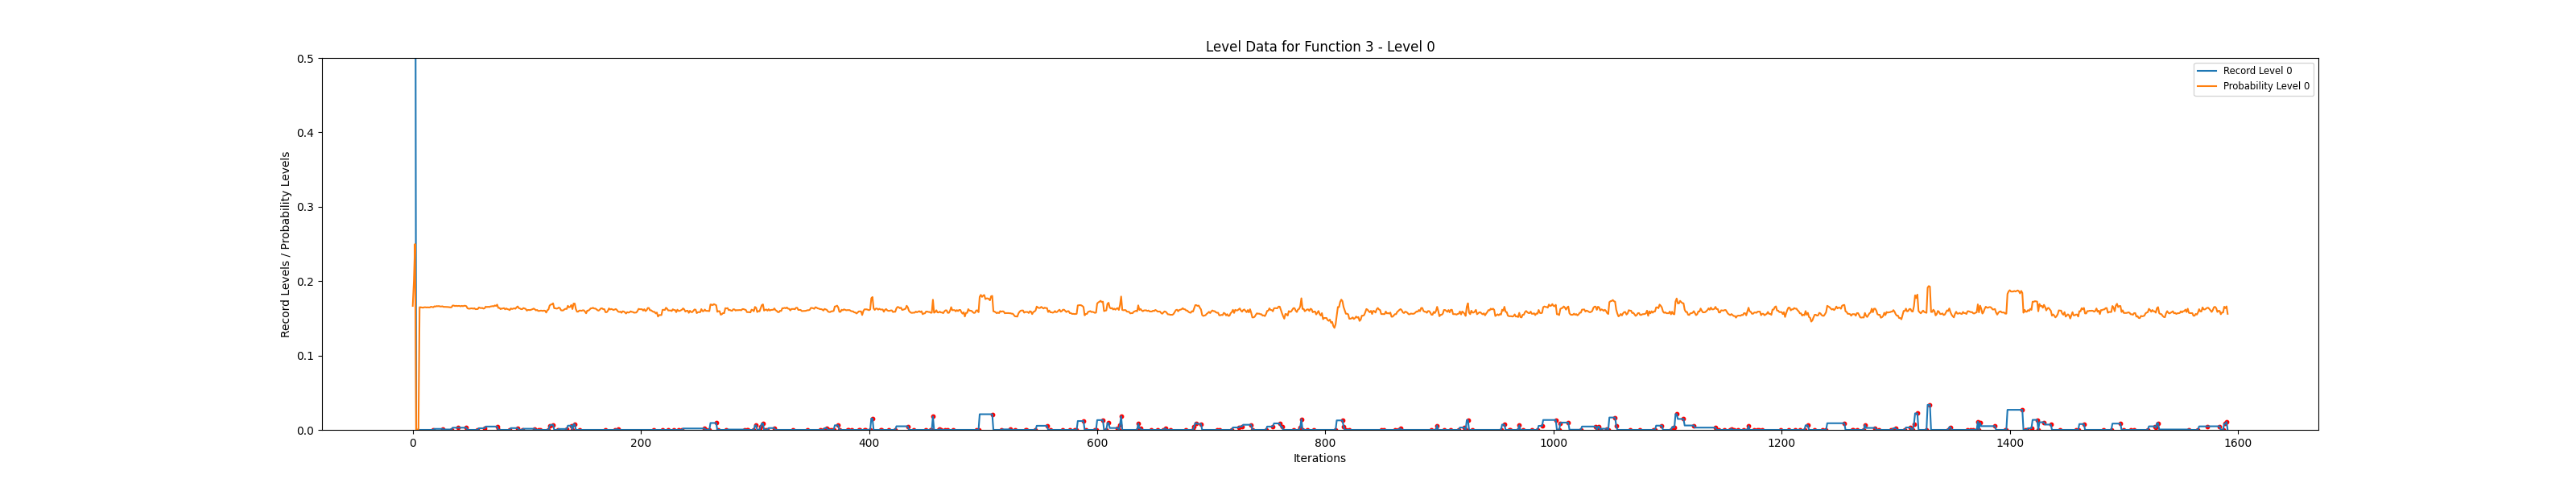 Level Data for Function 3 - Level 0
Record Levels / Probability Levels
0.5
0.4
0.3
0.2
0.1
0.0
Record Level 0
Probability Level 0
0 200 400 600 800 1000 1200 1400 1600
Iterations